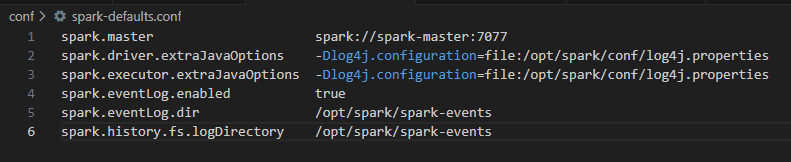 conf > spark-defaults.conf
1 spark.master spark://spark-master:7077
2 spark.driver.extraJavaOptions -Dlog4j.configuration=file:/opt/spark/conf/log4j.properties
3 spark.executor.extraJavaOptions -Dlog4j.configuration=file:/opt/spark/conf/log4j.properties
4 spark.eventLog.enabled true
5 spark.eventLog.dir /opt/spark/spark-events
6 spark.history.fs.logDirectory /opt/spark/spark-events